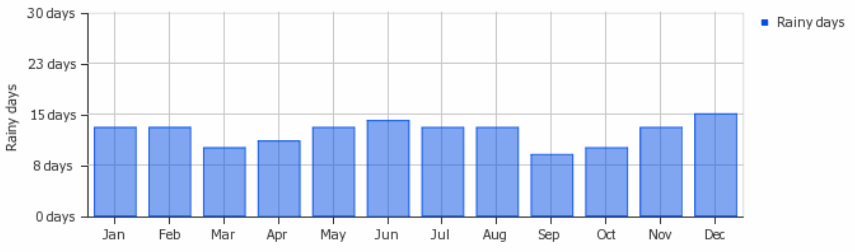 30 days
Rainy days
23 days
15 days
Rainy days
8 days
0 days
Jan Feb Mar Apr May Jun Jul Aug Sep Oct Nov Dec